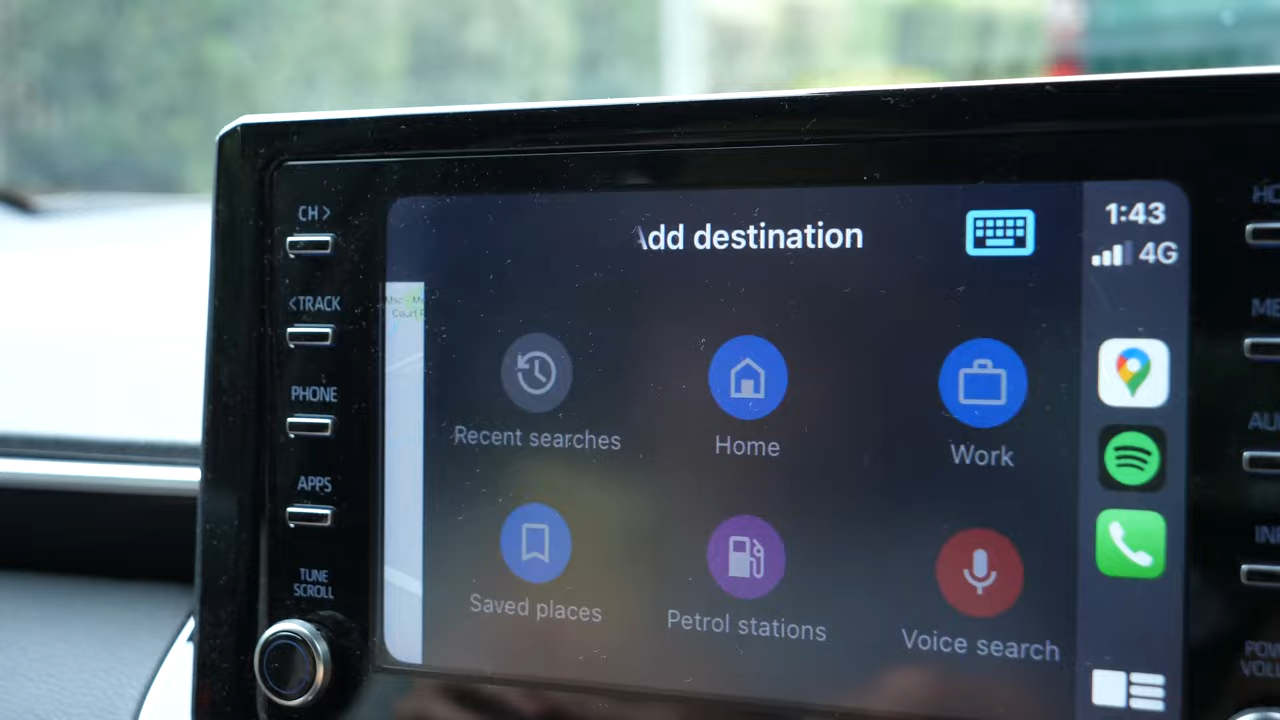 CH >
< TRACK
PHONE
APPS
TUNE
SCROLL
Add destination
Recent searches
Home
Work
Saved places
Petrol stations
Voice search
1:43
4G